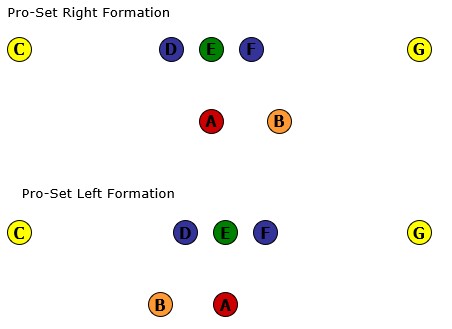 Pro-Set Right Formation
C D E F G
A B
Pro-Set Left Formation
C D E F G
B A